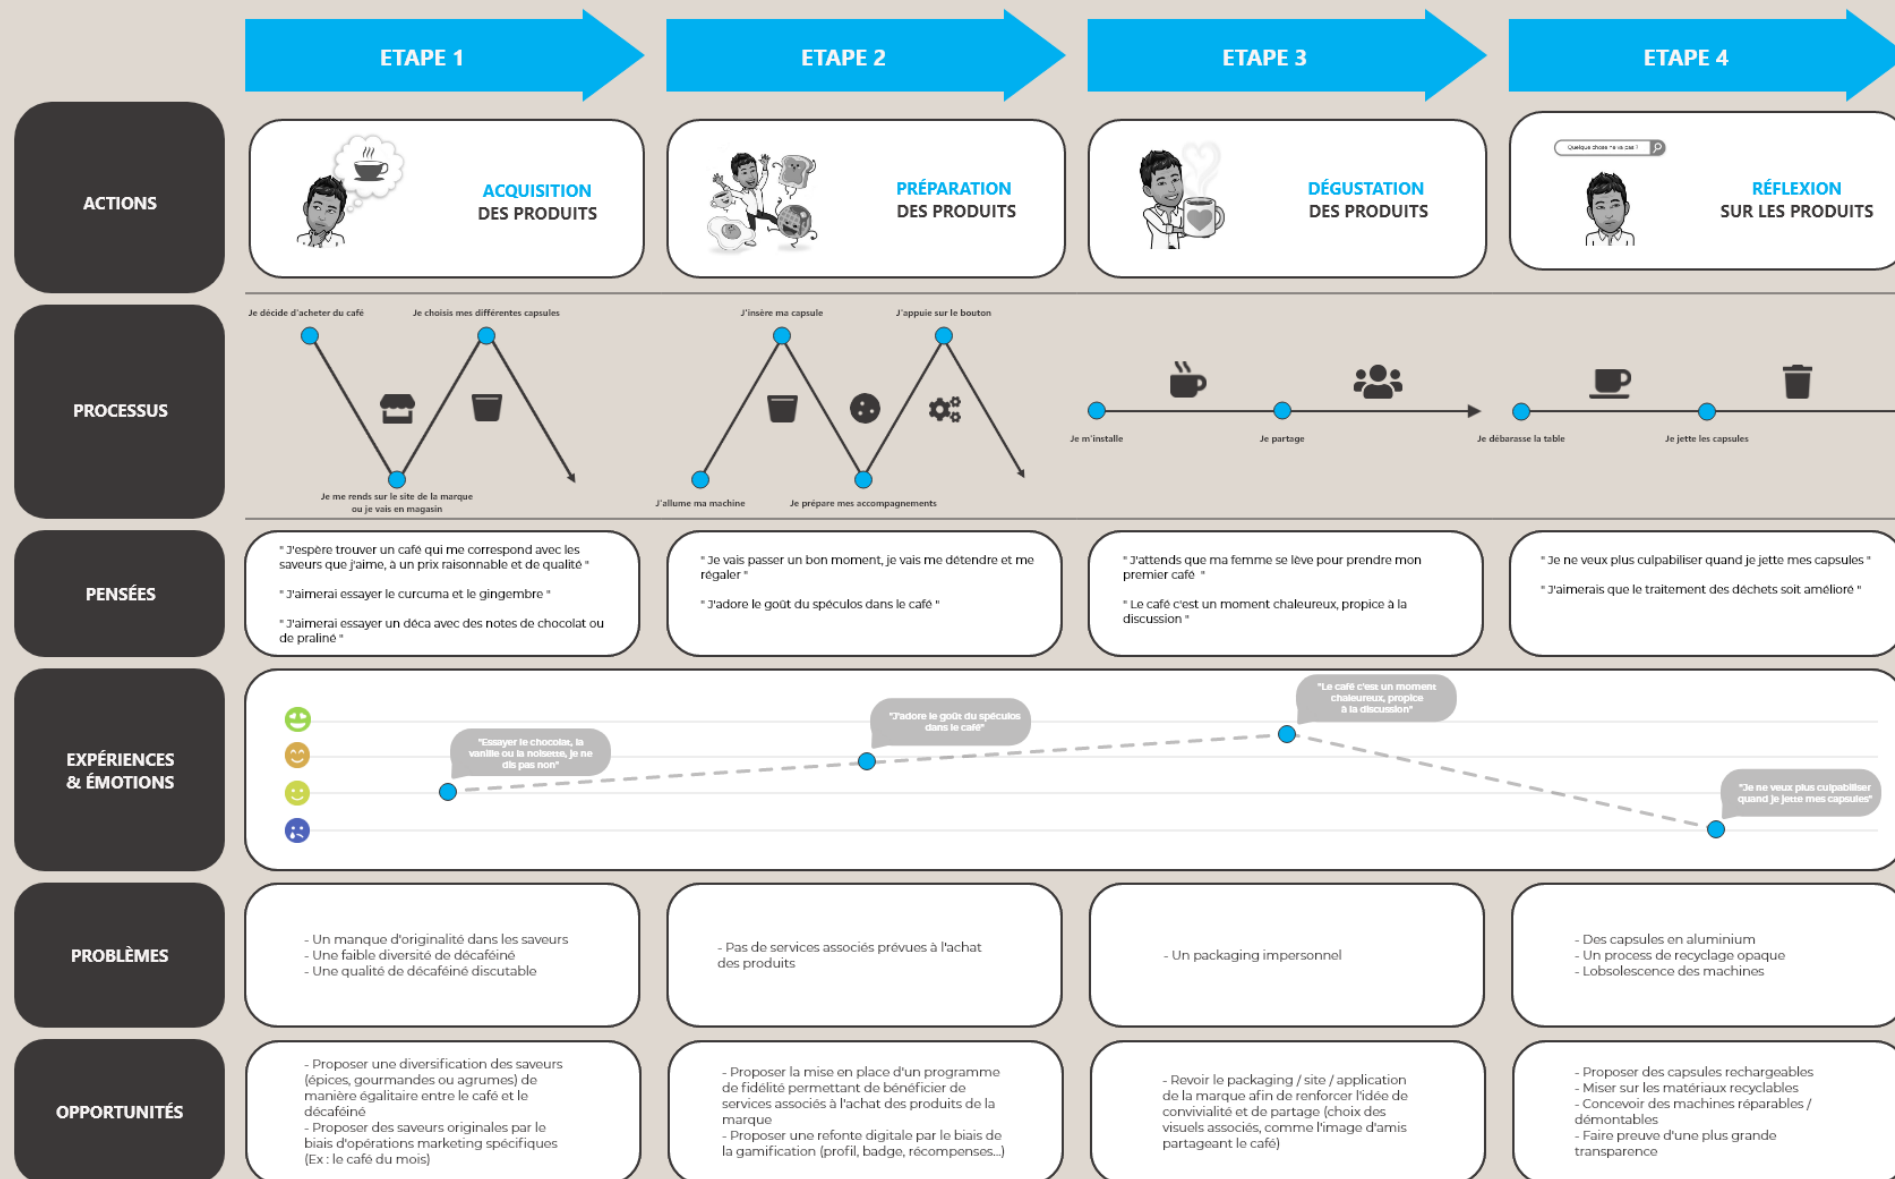 ETAPE 1
ETAPE 2
ETAPE 3
ETAPE 4
ACTIONS
ACQUISITION
DES PRODUITS
PRÉPARATION
DES PRODUITS
DÉGUSTATION
DES PRODUITS
Quelque chose ne va pas ?
RÉFLEXION
SUR LES PRODUITS
PROCESSUS
Je décide d'acheter du café
Je choisis mes différentes capsules
Je me rends sur le site de la marque
ou je vais en magasin
J'insère ma capsule
J'appuie sur le bouton
J'allume ma machine
Je prépare mes accompagnements
Je m'installe
Je partage
Je débarasse la table
Je jette les capsules
PENSÉES
" J'espère trouver un café qui me correspond avec les
saveurs que j'aime, à un prix raisonnable et de qualité "
" J'aimerai essayer le curcuma et le gingembre "
" J'aimerai essayer un déca avec des notes de chocolat ou
de praliné "
" Je vais passer un bon moment, je vais me détendre et me
régaler "
" J'adore le goût du spéculos dans le café "
" J'attends que ma femme se lève pour prendre mon
premier café "
" Le café c'est un moment chaleureux, propice à la
discussion "
" Je ne veux plus culpabiliser quand je jette mes capsules "
" J'aimerais que le traitement des déchets soit amélioré "
EXPÉRIENCES
& ÉMOTIONS
"Essayer le chocolat, la
vanille ou la noisette, je ne
dis pas non"
"J'adore le goût du spéculos
dans le café"
"Le café c'est un moment
chaleureux, propice
à la discussion"
"Je ne veux plus culpabiliser
quand je jette mes capsules"
PROBLÈMES
- Un manque d'originalité dans les saveurs
- Une faible diversité de décaféiné
- Une qualité de décaféiné discutable
- Pas de services associés prévues à l'achat
des produits
- Un packaging impersonnel
- Des capsules en aluminium
- Un process de recyclage opaque
- Lobsolescence des machines
OPPORTUNITÉS
- Proposer une diversification des saveurs
(épices, gourmandes ou agrumes) de
manière égalitaire entre le café et le
décaféiné
- Proposer des saveurs originales par le
biais d'opérations marketing spécifiques
(Ex : le café du mois)
- Proposer la mise en place d'un programme
de fidélité permettant de bénéficier de
services associés à l'achat des produits de la
marque
- Proposer une refonte digitale par le biais de
la gamification (profil, badge, récompenses...)
- Revoir le packaging / site / application
de la marque afin de renforcer l'idée de
convivialité et de partage (choix des
visuels associés, comme l'image d'amis
partageant le café)
- Proposer des capsules rechargeables
- Miser sur les matériaux recyclables
- Concevoir des machines réparables /
démontables
- Faire preuve d'une plus grande
transparence